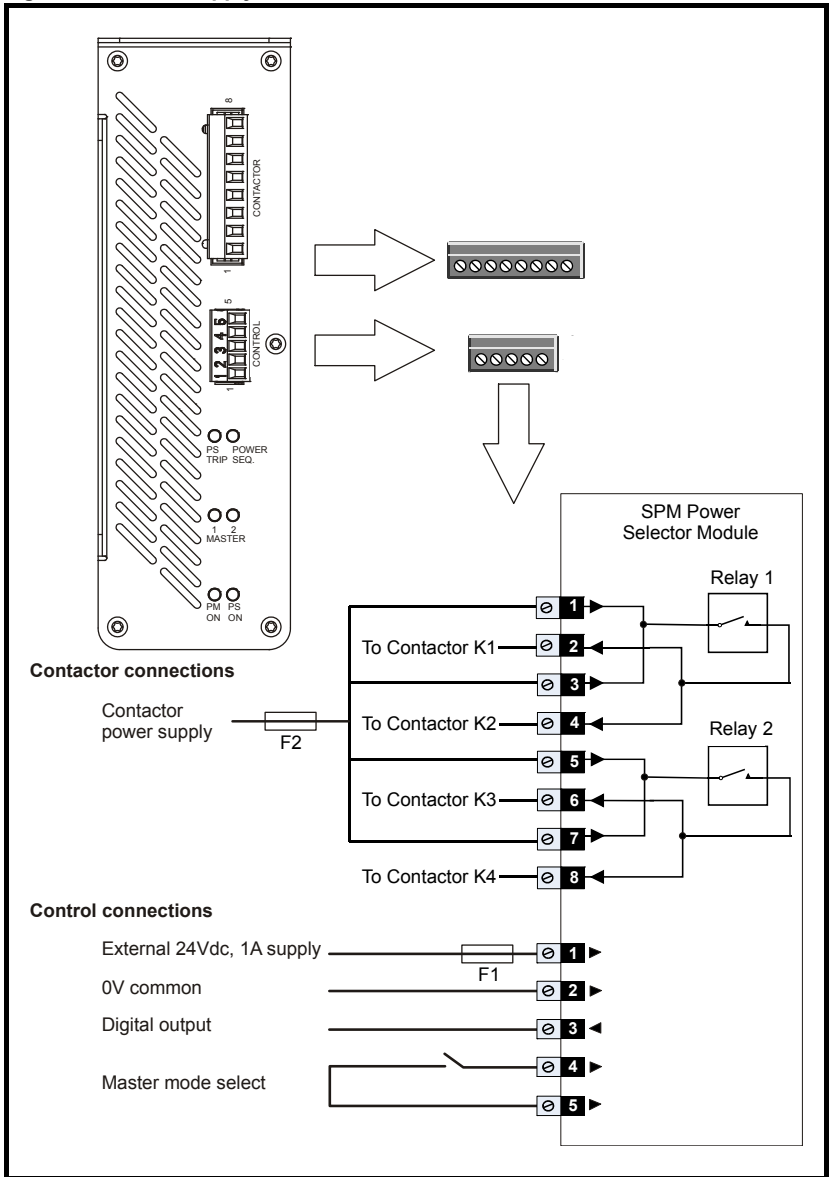 8
CONTACTOR
1
5
1 2 3 4 5
CONTROL
1
PS TRIP
POWER SEQ.
1 2
MASTER
PM ON
PS ON
SPM Power
Selector Module
Relay 1
1
To Contactor K1
2
Contactor connections
3
Contactor
power supply
F2
To Contactor K2
4
Relay 2
5
To Contactor K3
6
7
To Contactor K4
8
Control connections
External 24Vdc, 1A supply
F1
1
0V common
2
Digital output
3
Master mode select
4
5